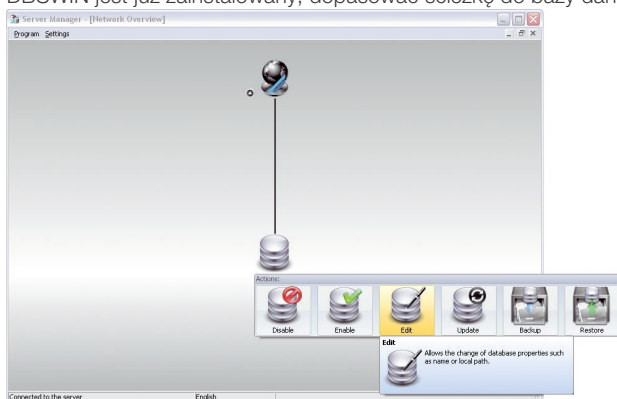 DBSWIN jest już zainstalowany, dopasować ścieżkę do bazy dan
Server Manager - [Network Overview]
Program Settings
Actions:
Disable Enable Edit Update Backup Restore
Edit
Allows the change of database properties such
as name or local path.
Connected to the server English